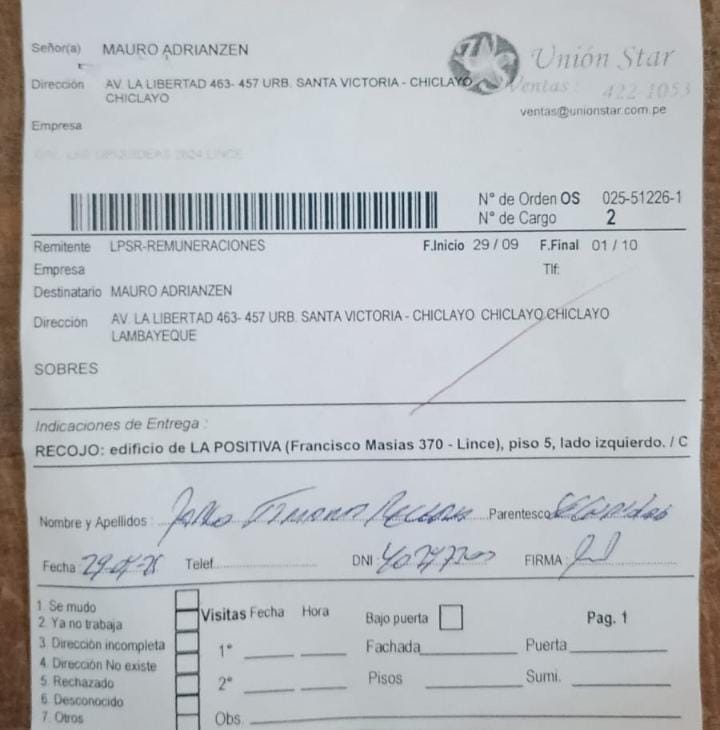 Señor(a) MAURO ADRIANZEN
Unión Star
Dirección AV. LA LIBERTAD 463- 457 URB. SANTA VICTORIA - CHICLAYO
CHICLAYO
Ventas : 422-1053
ventas@unionstar.com.pe
Empresa
N° de Orden OS 025-51226-1
N° de Cargo 2
Remitente LPSR-REMUNERACIONES F.Inicio 29 / 09 F.Final 01 / 10
Empresa Tlf:
Destinatario MAURO ADRIANZEN
Dirección AV. LA LIBERTAD 463- 457 URB. SANTA VICTORIA - CHICLAYO CHICLAYO CHICLAYO
LAMBAYEQUE
SOBRES
Indicaciones de Entrega :
RECOJO: edificio de LA POSITIVA (Francisco Masias 370 - Lince), piso 5, lado izquierdo. / C
Nombre y Apellidos : Parentesco
Fecha Telef. DNI FIRMA
1. Se mudo
2. Ya no trabaja
3. Dirección incompleta
4. Dirección No existe
5. Rechazado
6. Desconocido
7. Otros
Visitas Fecha Hora Bajo puerta Pag. 1
1° Fachada Puerta
2° Pisos Sumi.
Obs.